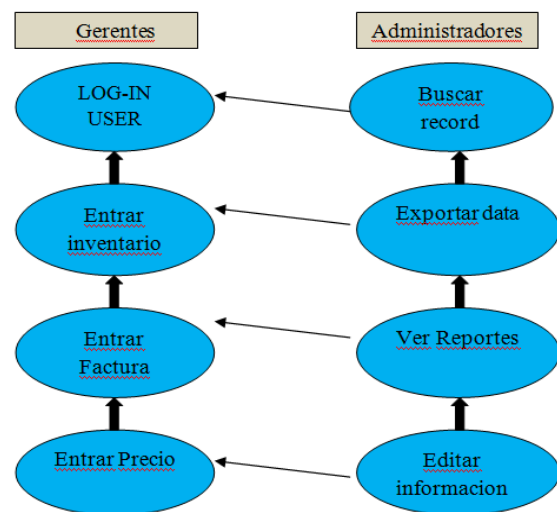 Gerentes
Administradores
LOG-IN
USER
Buscar
record
Entrar
inventario
Exportar data
Entrar
Factura
Ver Reportes
Entrar Precio
Editar
informacion